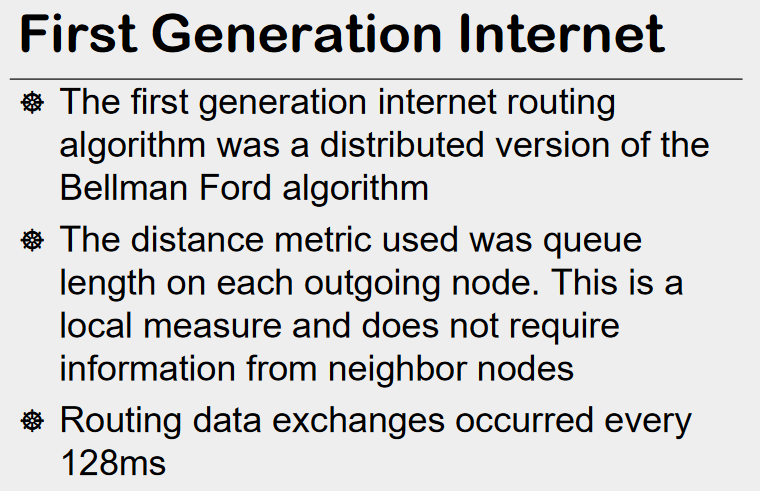 First Generation Internet
The first generation internet routing
algorithm was a distributed version of the
Bellman Ford algorithm
The distance metric used was queue
length on each outgoing node. This is a
local measure and does not require
information from neighbor nodes
Routing data exchanges occurred every
128ms